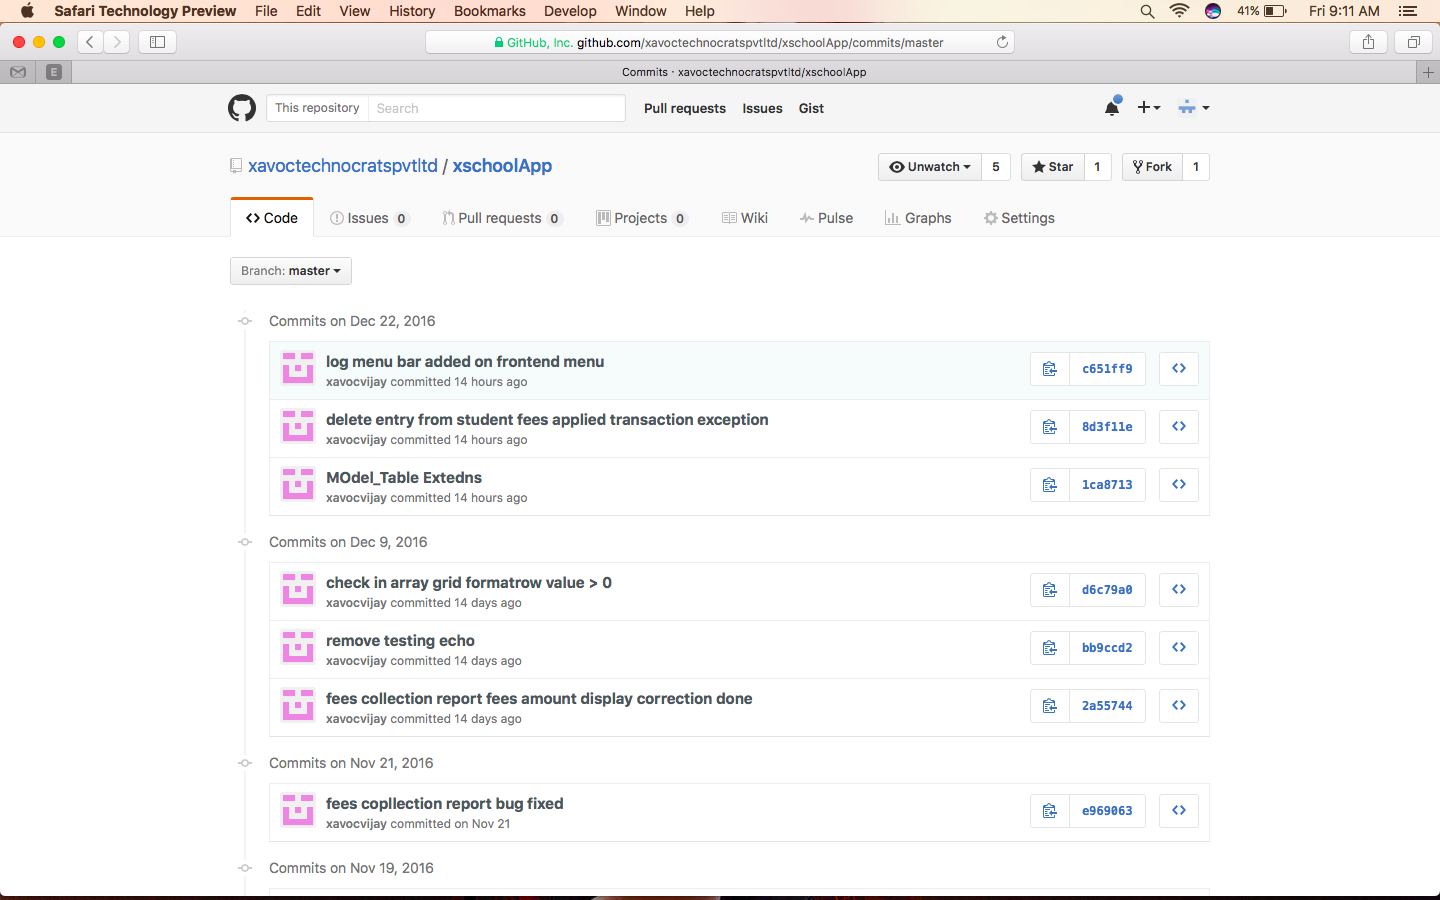 Safari Technology Preview File Edit View History Bookmarks Develop Window Help 41% Fri 9:11 AM
GitHub, Inc. github.com/xavoctechnocratspvtltd/xschoolApp/commits/master
E Commits · xavoctechnocratspvtltd/xschoolApp
This repository Search Pull requests Issues Gist
xavoctechnocratspvtltd / xschoolApp Unwatch 5 Star 1 Fork 1
Code Issues 0 Pull requests 0 Projects 0 Wiki Pulse Graphs Settings
Branch: master
Commits on Dec 22, 2016
log menu bar added on frontend menu
xavocvijay committed 14 hours ago
c651ff9
delete entry from student fees applied transaction exception
xavocvijay committed 14 hours ago
8d3f11e
MOdel_Table Extedns
xavocvijay committed 14 hours ago
1ca8713
Commits on Dec 9, 2016
check in array grid formatrow value > 0
xavocvijay committed 14 days ago
d6c79a0
remove testing echo
xavocvijay committed 14 days ago
bb9ccd2
fees collection report fees amount display correction done
xavocvijay committed 14 days ago
2a55744
Commits on Nov 21, 2016
fees copllection report bug fixed
xavocvijay committed on Nov 21
e969063
Commits on Nov 19, 2016